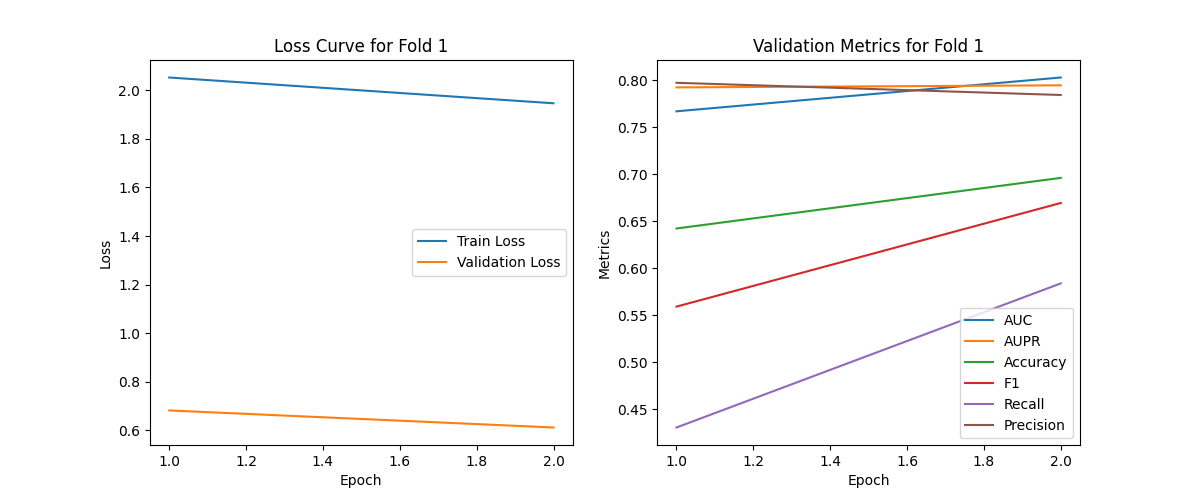 Loss Curve for Fold 1
2.0
1.8
1.6
1.4
1.2
1.0
0.8
0.6
Loss
Train Loss
Validation Loss
1.0 1.2 1.4 1.6 1.8 2.0
Epoch
Validation Metrics for Fold 1
0.80
0.75
0.70
0.65
0.60
0.55
0.50
0.45
Metrics
AUC
AUPR
Accuracy
F1
Recall
Precision
1.0 1.2 1.4 1.6 1.8 2.0
Epoch